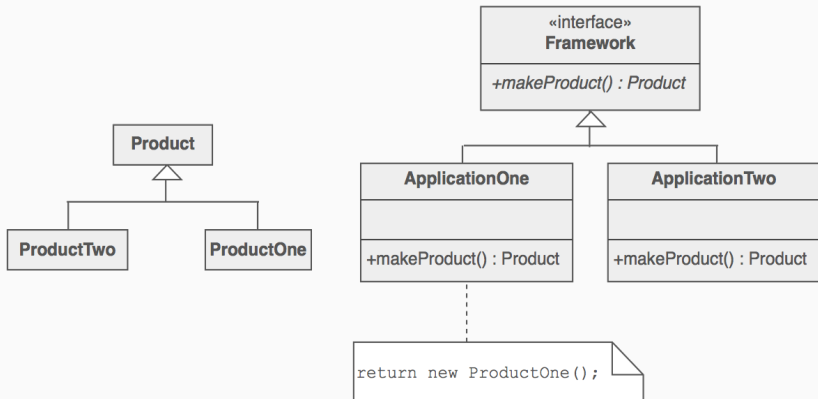 «interface»
Framework
+makeProduct() : Product
Product
ProductTwo
ProductOne
ApplicationOne
+makeProduct() : Product
ApplicationTwo
+makeProduct() : Product
return new ProductOne();